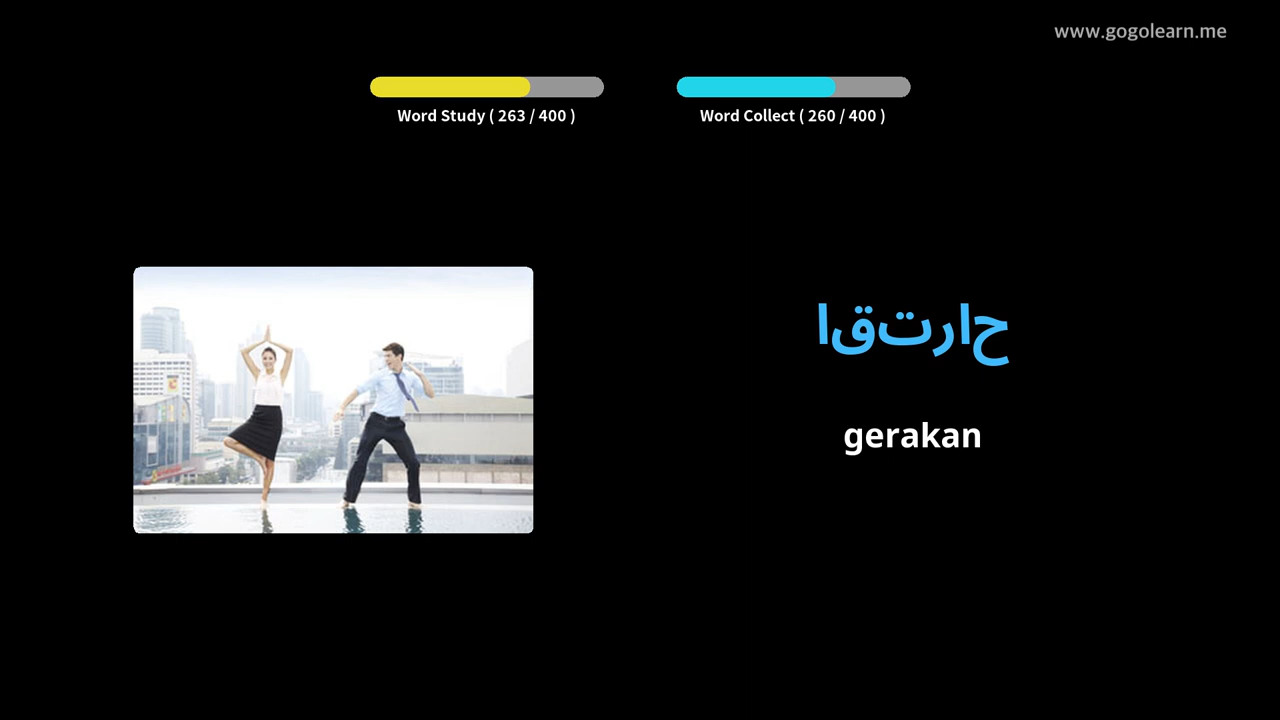 Word Study ( 263 / 400 )
Word Collect ( 260 / 400 )
www.gogolearn.me
اقتراح
gerakan